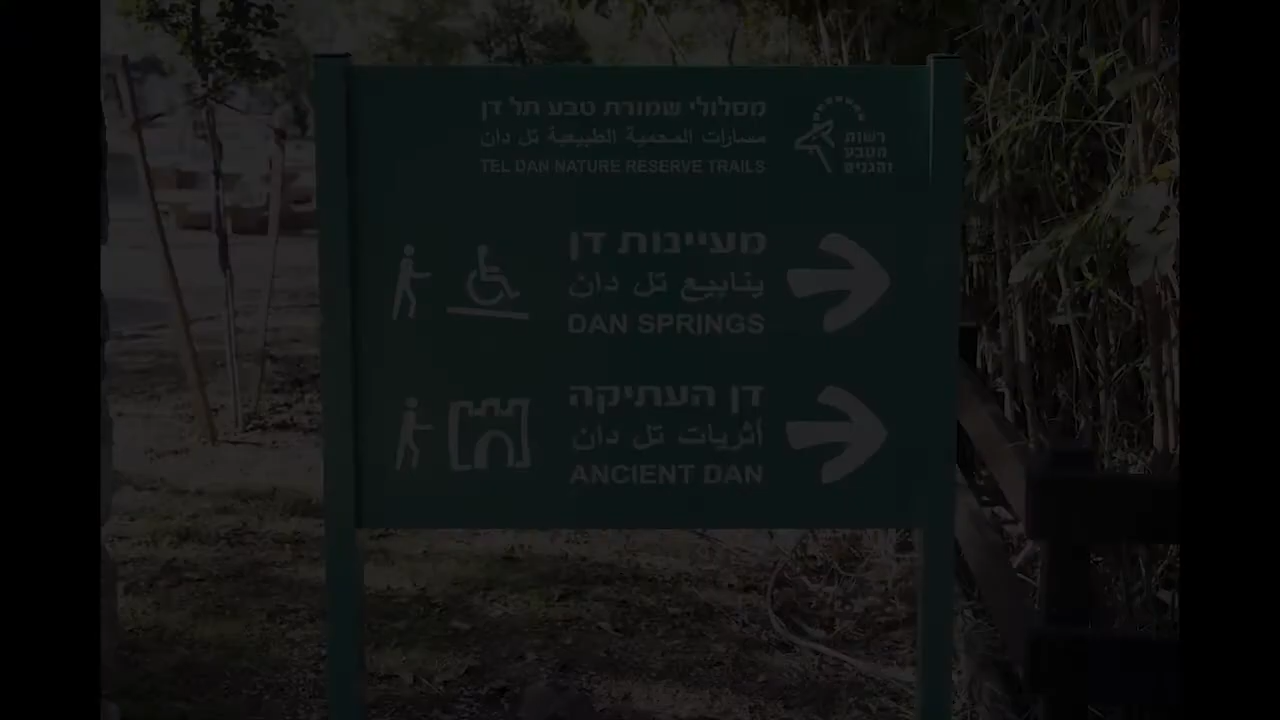 מסלולי שמורת טבע תל דן
مسارات المحمية الطبيعية تل دان
TEL DAN NATURE RESERVE TRAILS
רשות
הטבע
והגנים
מעיינות דן
ينابيع تل دان
DAN SPRINGS
דן העתיקה
أثريات تل دان
ANCIENT DAN